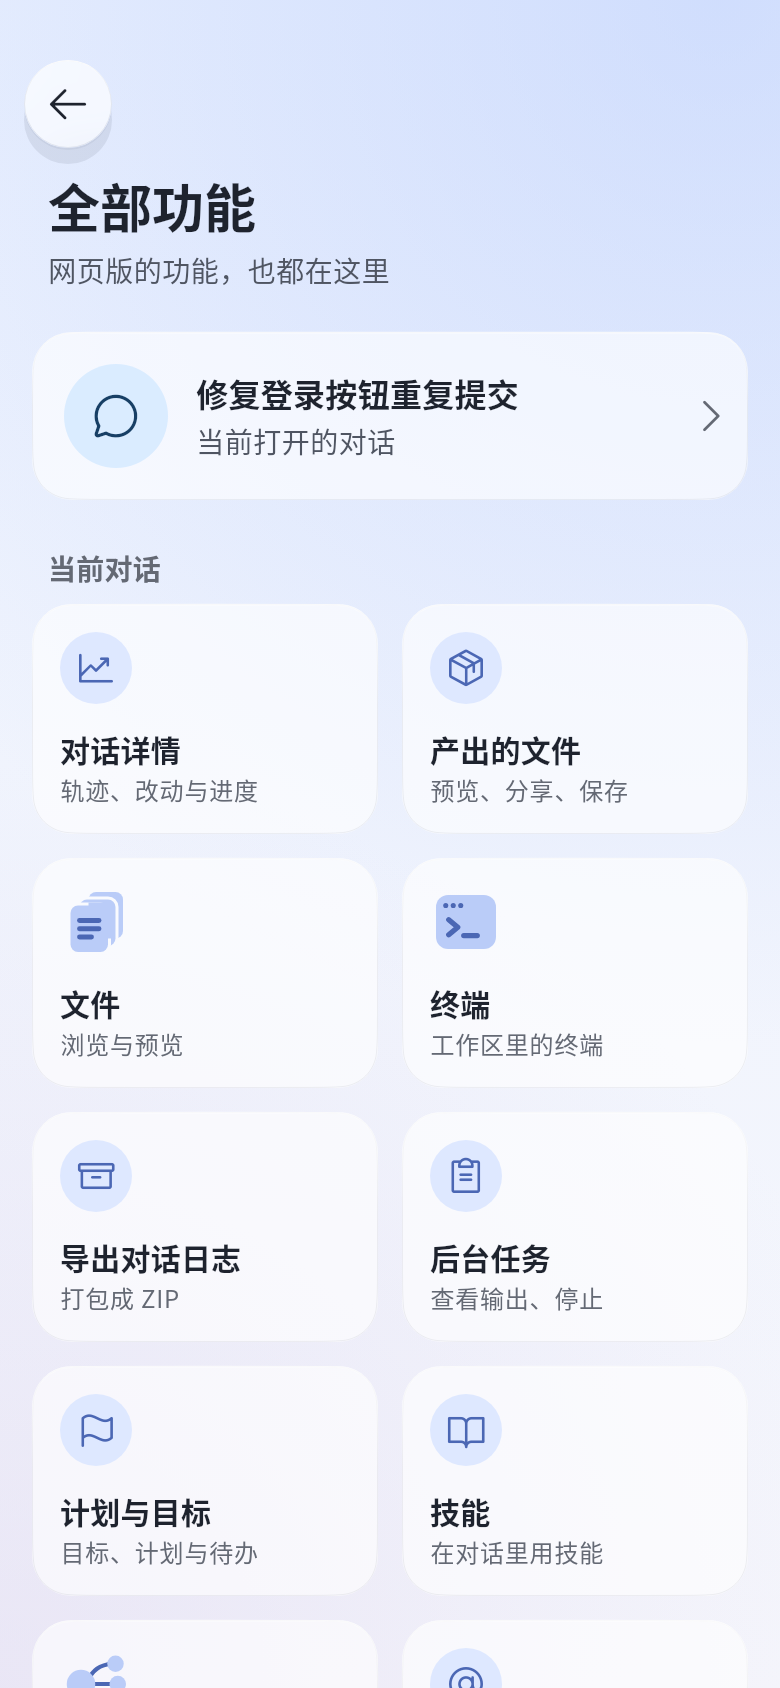 全部功能
网页版的功能，也都在这里
修复登录按钮重复提交
当前打开的对话
当前对话
对话详情
轨迹、改动与进度
产出的文件
预览、分享、保存
文件
浏览与预览
终端
工作区里的终端
导出对话日志
打包成 ZIP
后台任务
查看输出、停止
计划与目标
目标、计划与待办
技能
在对话里用技能